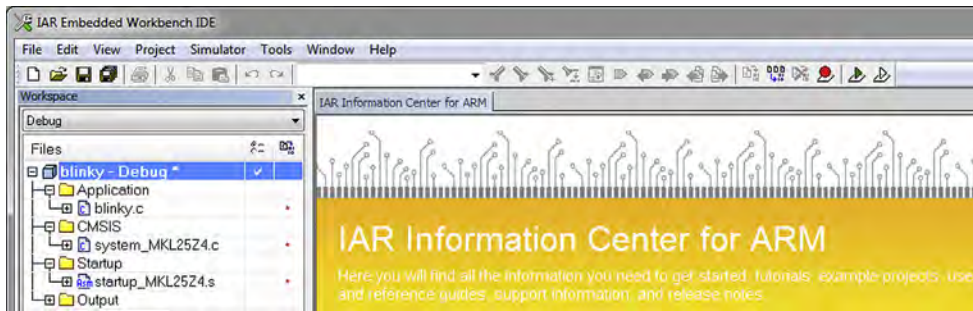 IAR Embedded Workbench IDE
File Edit View Project Simulator Tools Window Help
Workspace
IAR Information Center for ARM
Debug
Files
blinky - Debug *
Application
blinky.c
CMSIS
system_MKL25Z4.c
Startup
startup_MKL25Z4.s
Output
IAR Information Center for ARM
Here you will find all the information you need to get started: tutorials, example projects, use
and reference guides, support information, and release notes.